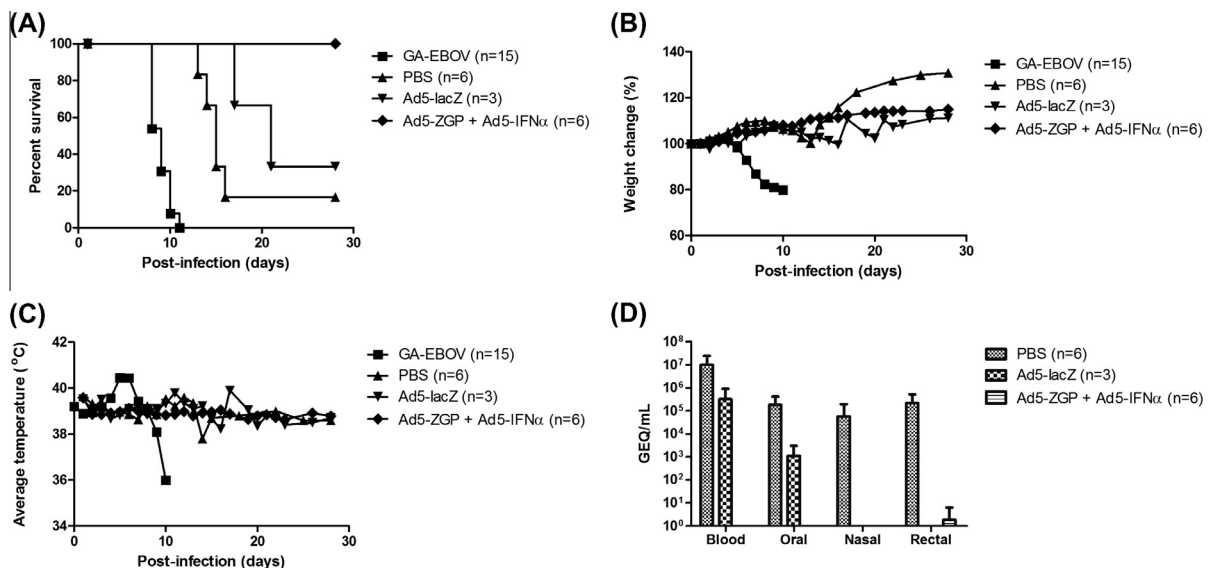 (A)
100
80
60
40
20
0
Percent survival
0 10 20 30
Post-infection (days)
GA-EBOV (n=15)
PBS (n=6)
Ad5-lacZ (n=3)
Ad5-ZGP + Ad5-IFNα (n=6)
(B)
140
120
100
80
60
Weight change (%)
0 10 20 30
Post-infection (days)
GA-EBOV (n=15)
PBS (n=6)
Ad5-lacZ (n=3)
Ad5-ZGP + Ad5-IFNα (n=6)
(C)
42
40
38
36
34
Average temperature (°C)
0 10 20 30
Post-infection (days)
GA-EBOV (n=15)
PBS (n=6)
Ad5-lacZ (n=3)
Ad5-ZGP + Ad5-IFNα (n=6)
(D)
10⁸
10⁷
10⁶
10⁵
10⁴
10³
10²
10¹
10⁰
GEQ/mL
Blood Oral Nasal Rectal
PBS (n=6)
Ad5-lacZ (n=3)
Ad5-ZGP + Ad5-IFNα (n=6)